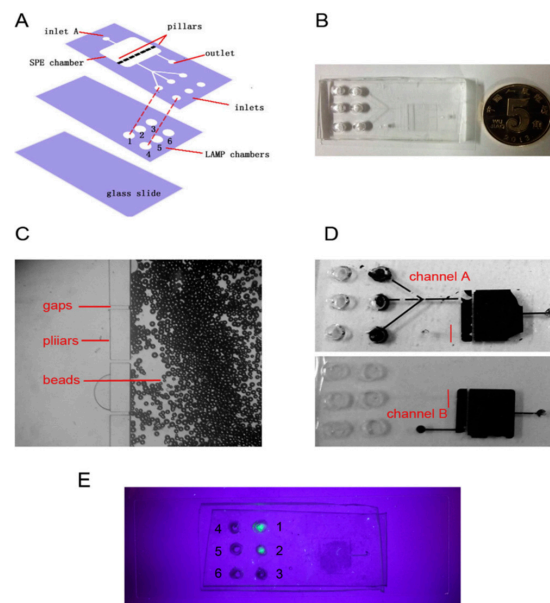 A
pillars
inlet A
outlet
SPE chamber
inlets
1 2 3 4 5 6
LAMP chambers
glass slide
B
5
C
gaps
pliiars
beads
D
channel A
channel B
E
4 1
5 2
6 3